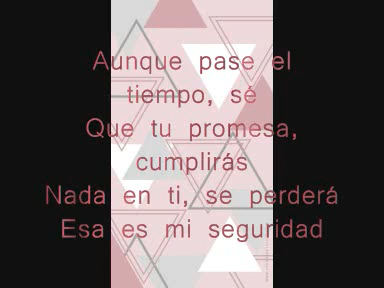 Aunque pase el
tiempo, sé
Que tu promesa,
cumplirás
Nada en ti, se perderá
Esa es mi seguridad